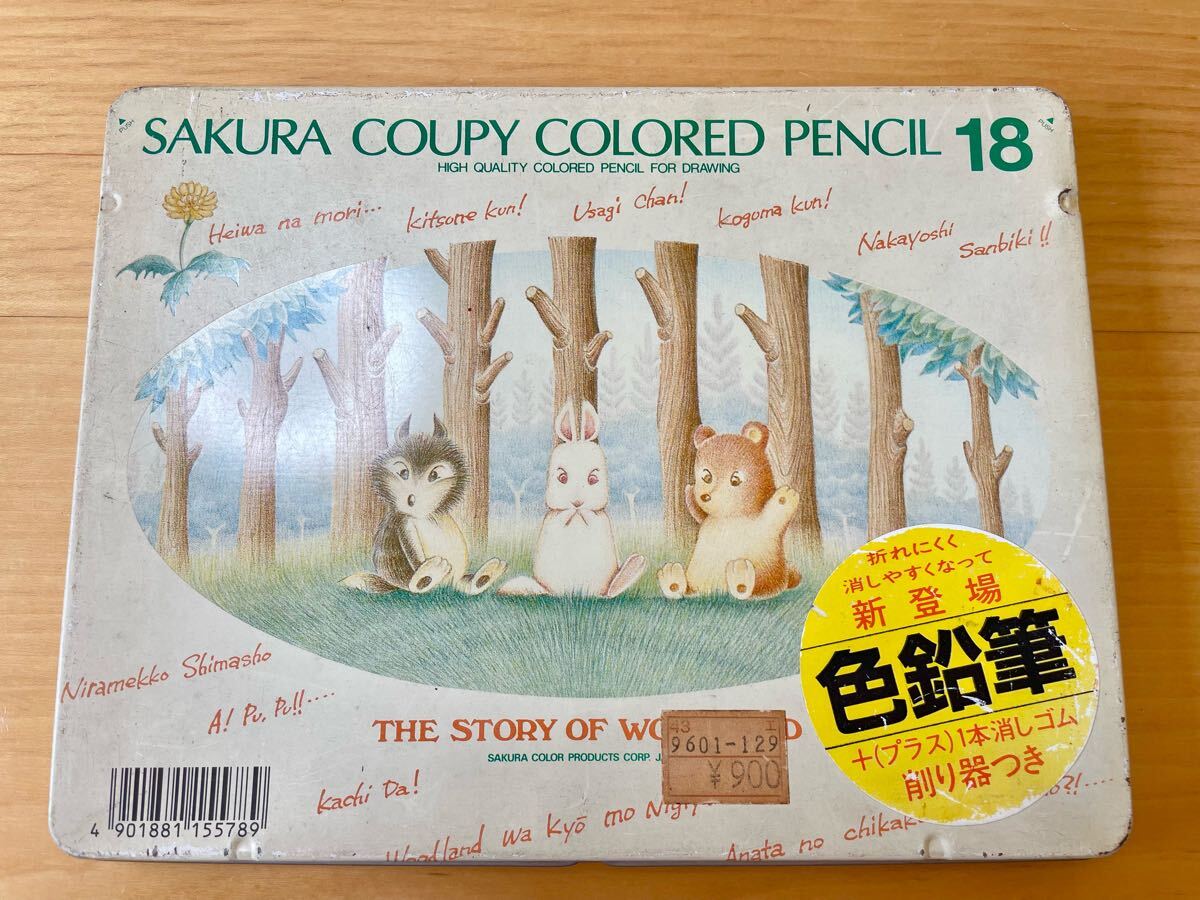 PUSH
SAKURA COUPY COLORED PENCIL 18
PUSH
HIGH QUALITY COLORED PENCIL FOR DRAWING
Heiwa na mori...
Kitsune kun!
Usagi Chan!
Koguma kun!
Nakayoshi
Sanbiki!!
折れにくく
消しやすくなって
新登場
色鉛筆
+(プラス)1本消しゴム
削り器つき
Niramekko Shimasho
A! Pu, Pu!!....
THE STORY OF WO
D
SAKURA COLOR PRODUCTS CORP. J
43 エ
9601-129
¥900
Kachi Da!
Woodland wa Kyō mo
Anata no chikak
o?!....
4 901881 155789